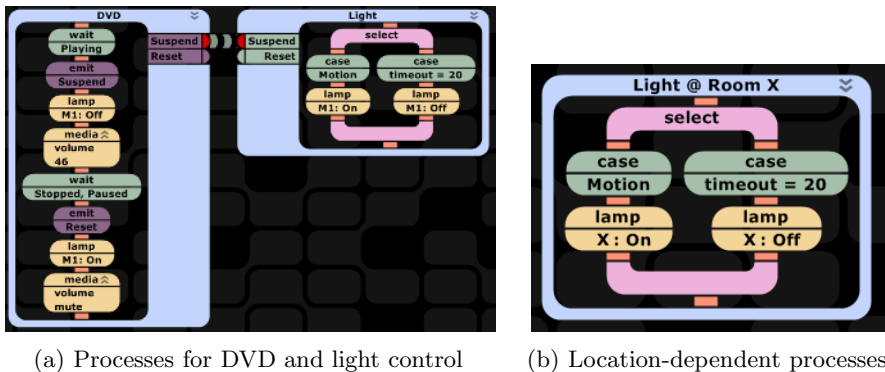 DVD
wait
Playing
emit
Suspend
lamp
M1: Off
media
volume
46
wait
Stopped, Paused
emit
Reset
lamp
M1: On
media
volume
mute
Suspend
Reset
Light
Suspend
Reset
select
case
Motion
lamp
M1: On
case
timeout = 20
lamp
M1: Off
Light @ Room X
select
case
Motion
lamp
X : On
case
timeout = 20
lamp
X : Off
(a) Processes for DVD and light control
(b) Location-dependent processes